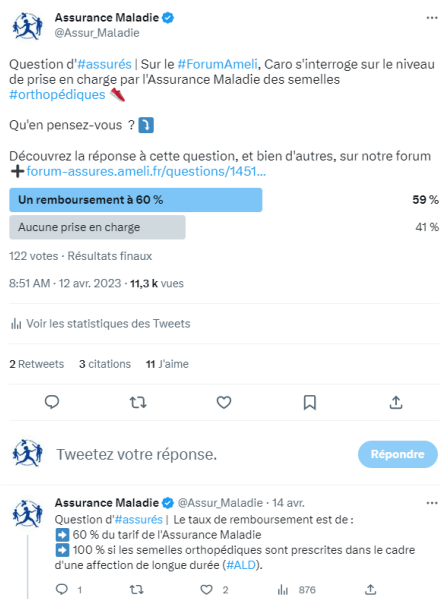 Assurance Maladie
@Assur_Maladie
Question d'#assurés | Sur le #ForumAmeli, Caro s'interroge sur le niveau
de prise en charge par l'Assurance Maladie des semelles
#orthopédiques 👟
Qu'en pensez-vous ? ⤵️
Découvrez la réponse à cette question, et bien d'autres, sur notre forum
➕forum-assures.ameli.fr/questions/1451...
Un remboursement à 60 % 59 %
Aucune prise en charge 41 %
122 votes · Résultats finaux
8:51 AM · 12 avr. 2023 · 11,3 k vues
Voir les statistiques des Tweets
2 Retweets 3 citations 11 J'aime
Tweetez votre réponse. Répondre
Assurance Maladie @Assur_Maladie · 14 avr.
Question d'#assurés | Le taux de remboursement est de :
➡️ 60 % du tarif de l'Assurance Maladie
➡️ 100 % si les semelles orthopédiques sont prescrites dans le cadre
d'une affection de longue durée (#ALD).
1 2 876